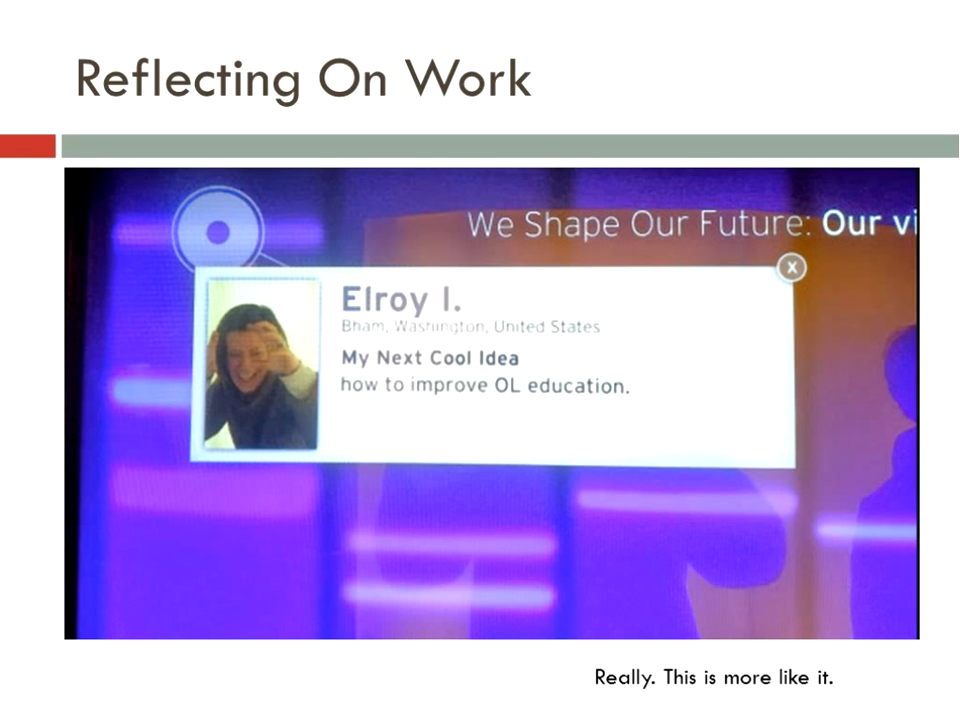 Reflecting On Work
We Shape Our Future: Our vi
X
Elroy I.
Bham, Washington, United States
My Next Cool Idea
how to improve OL education.
Really. This is more like it.